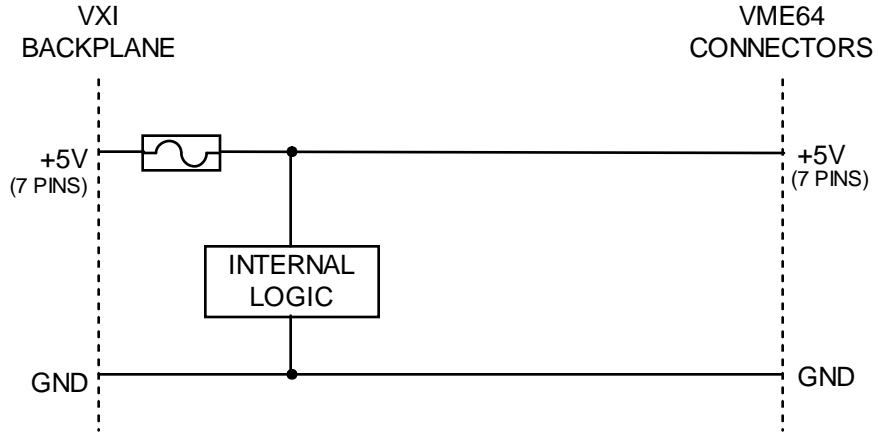 VXI
BACKPLANE
VME64
CONNECTORS
+5V
(7 PINS)
+5V
(7 PINS)
INTERNAL
LOGIC
GND
GND